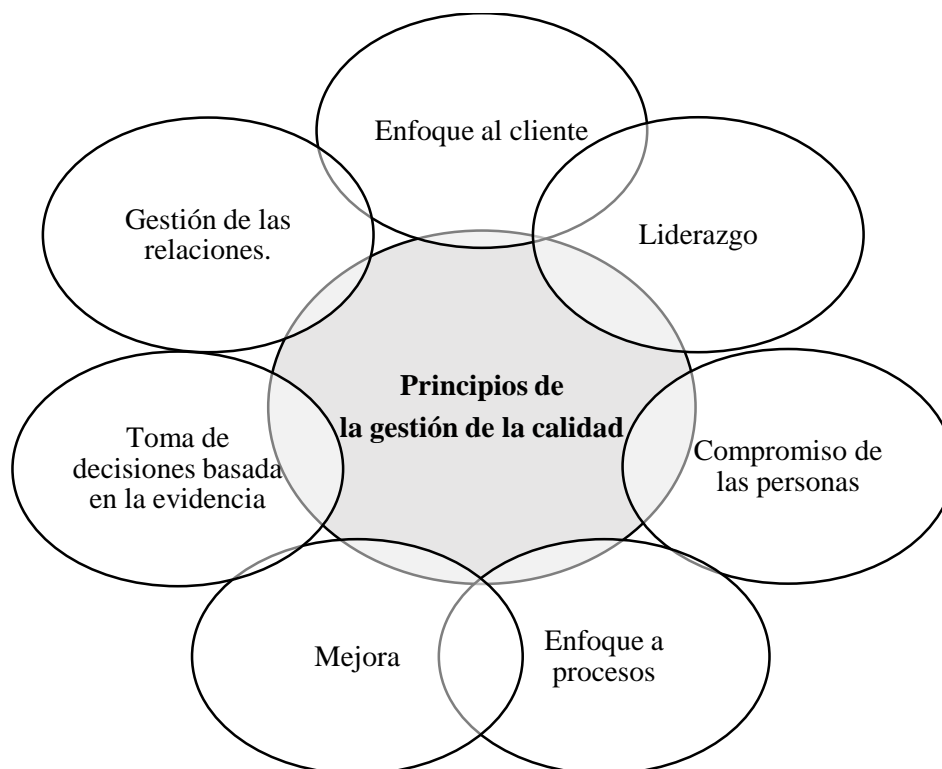 Enfoque al cliente
Gestión de las
relaciones.
Liderazgo
Principios de
la gestión de la calidad
Toma de
decisiones basada
en la evidencia
Compromiso de
las personas
Mejora
Enfoque a
procesos